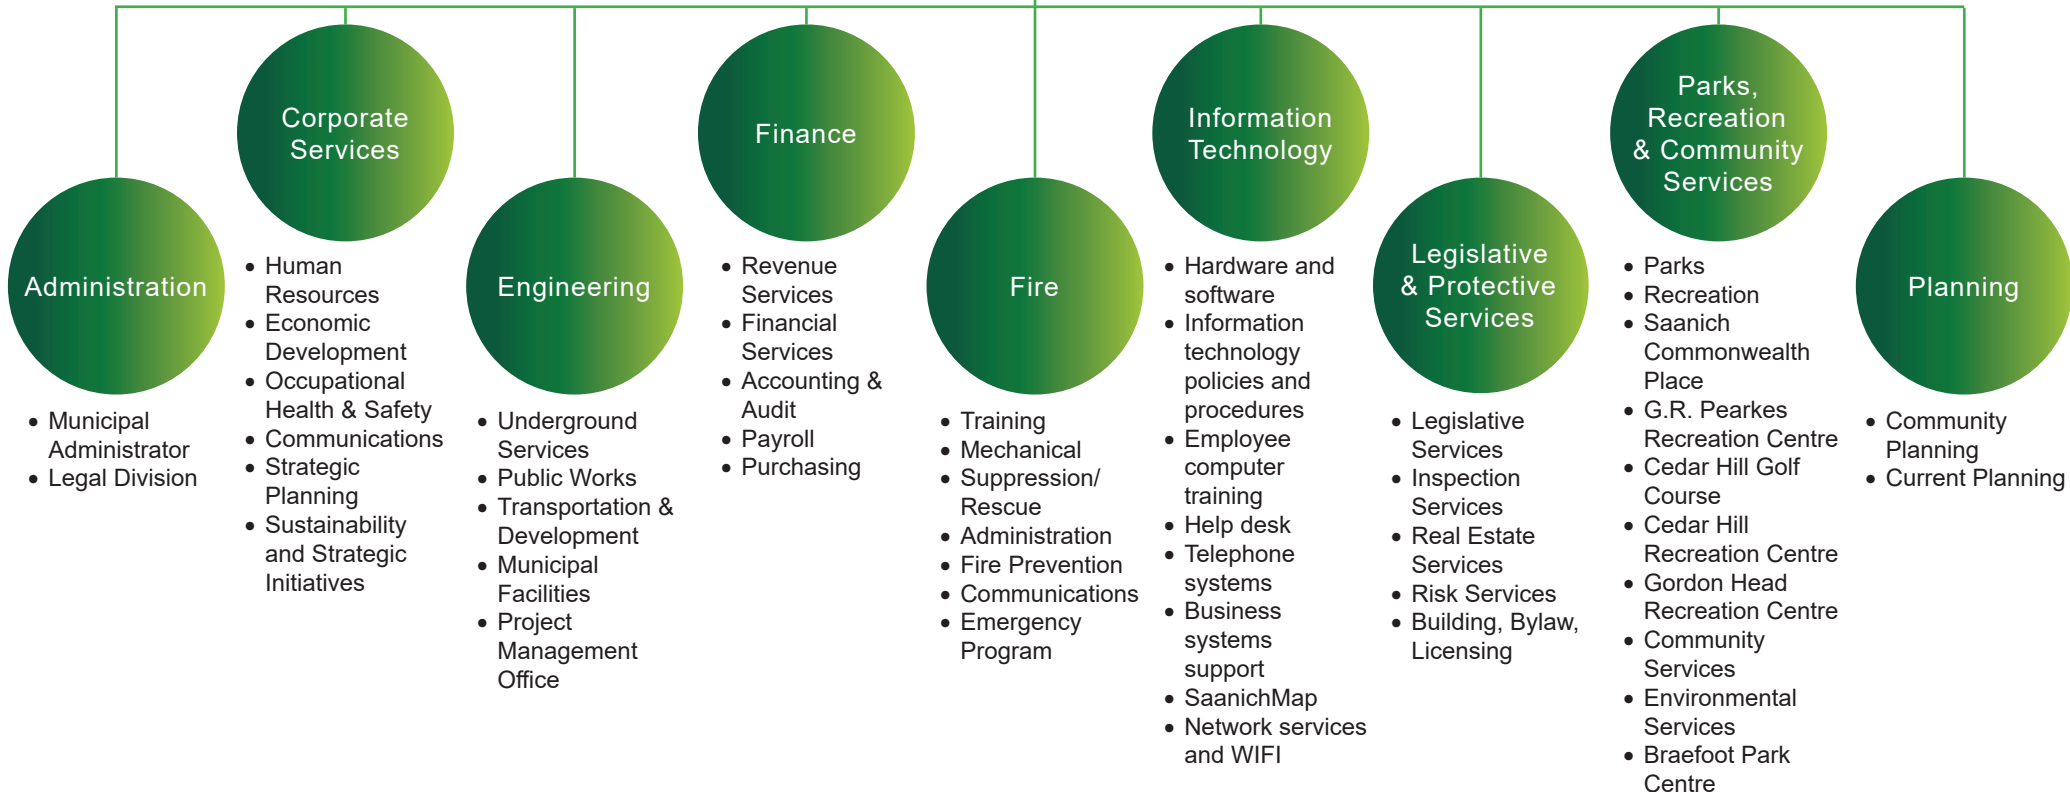 Administration
• Municipal
Administrator
• Legal Division
Corporate
Services
• Human
Resources
• Economic
Development
• Occupational
Health & Safety
• Communications
• Strategic
Planning
• Sustainability
and Strategic
Initiatives
Engineering
• Underground
Services
• Public Works
• Transportation &
Development
• Municipal
Facilities
• Project
Management
Office
Finance
• Revenue
Services
• Financial
Services
• Accounting &
Audit
• Payroll
• Purchasing
Fire
• Training
• Mechanical
• Suppression/
Rescue
• Administration
• Fire Prevention
• Communications
• Emergency
Program
Information
Technology
• Hardware and
software
• Information
technology
policies and
procedures
• Employee
computer
training
• Help desk
• Telephone
systems
• Business
systems
support
• SaanichMap
• Network services
and WIFI
Legislative
& Protective
Services
• Legislative
Services
• Inspection
Services
• Real Estate
Services
• Risk Services
• Building, Bylaw,
Licensing
Parks,
Recreation
& Community
Services
• Parks
• Recreation
• Saanich
Commonwealth
Place
• G.R. Pearkes
Recreation Centre
• Cedar Hill Golf
Course
• Cedar Hill
Recreation Centre
• Gordon Head
Recreation Centre
• Community
Services
• Environmental
Services
• Braefoot Park
Centre
Planning
• Community
Planning
• Current Planning